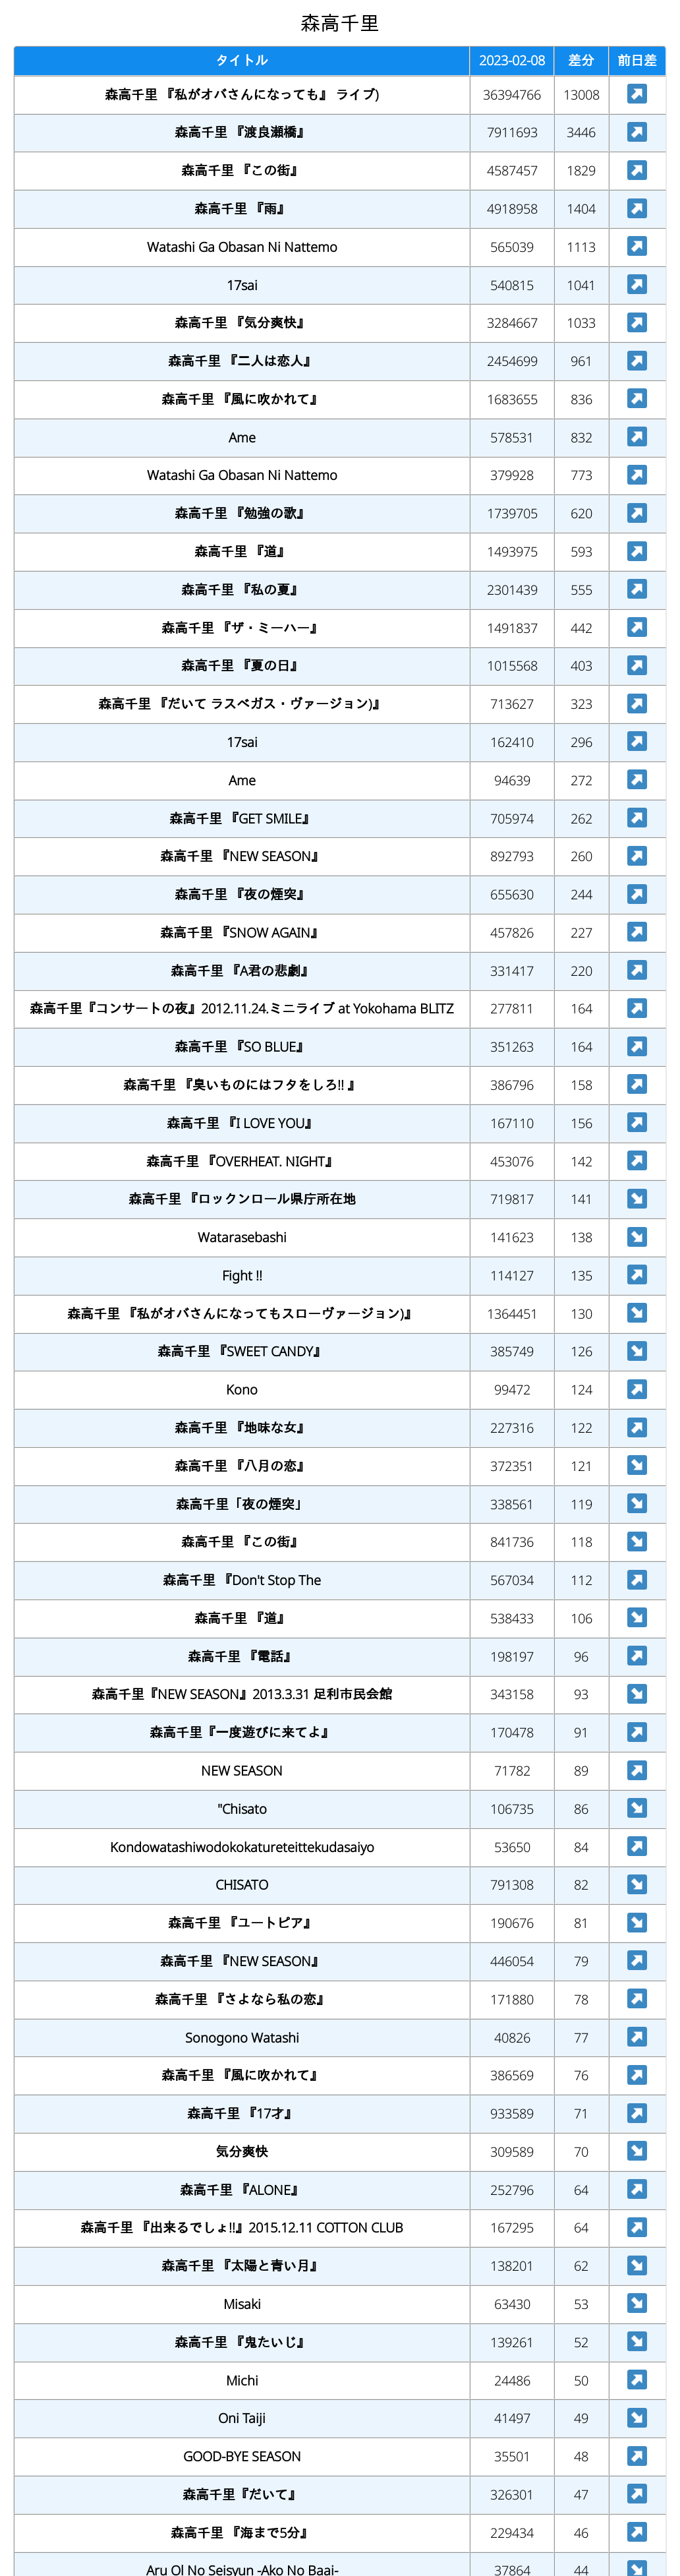 森高千里
タイトル 2023-02-08 差分 前日差
森高千里 『私がオバさんになっても』 ライブ) 36394766 13008
森高千里 『渡良瀬橋』 7911693 3446
森高千里 『この街』 4587457 1829
森高千里 『雨』 4918958 1404
Watashi Ga Obasan Ni Nattemo 565039 1113
17sai 540815 1041
森高千里 『気分爽快』 3284667 1033
森高千里 『二人は恋人』 2454699 961
森高千里 『風に吹かれて』 1683655 836
Ame 578531 832
Watashi Ga Obasan Ni Nattemo 379928 773
森高千里 『勉強の歌』 1739705 620
森高千里 『道』 1493975 593
森高千里 『私の夏』 2301439 555
森高千里 『ザ・ミーハー』 1491837 442
森高千里 『夏の日』 1015568 403
森高千里 『だいて ラスベガス・ヴァージョン)』 713627 323
17sai 162410 296
Ame 94639 272
森高千里 『GET SMILE』 705974 262
森高千里 『NEW SEASON』 892793 260
森高千里 『夜の煙突』 655630 244
森高千里 『SNOW AGAIN』 457826 227
森高千里 『A君の悲劇』 331417 220
森高千里『コンサートの夜』2012.11.24.ミニライブ at Yokohama BLITZ 277811 164
森高千里 『SO BLUE』 351263 164
森高千里 『臭いものにはフタをしろ!! 』 386796 158
森高千里 『I LOVE YOU』 167110 156
森高千里 『OVERHEAT. NIGHT』 453076 142
森高千里 『ロックンロール県庁所在地 719817 141
Watarasebashi 141623 138
Fight !! 114127 135
森高千里 『私がオバさんになってもスローヴァージョン)』 1364451 130
森高千里 『SWEET CANDY』 385749 126
Kono 99472 124
森高千里 『地味な女』 227316 122
森高千里 『八月の恋』 372351 121
森高千里「夜の煙突」 338561 119
森高千里 『この街』 841736 118
森高千里 『Don't Stop The 567034 112
森高千里 『道』 538433 106
森高千里 『電話』 198197 96
森高千里『NEW SEASON』2013.3.31 足利市民会館 343158 93
森高千里『一度遊びに来てよ』 170478 91
NEW SEASON 71782 89
"Chisato 106735 86
Kondowatashiwodokokatureteittekudasaiyo 53650 84
CHISATO 791308 82
森高千里 『ユートピア』 190676 81
森高千里 『NEW SEASON』 446054 79
森高千里 『さよなら私の恋』 171880 78
Sonogono Watashi 40826 77
森高千里 『風に吹かれて』 386569 76
森高千里 『17才』 933589 71
気分爽快 309589 70
森高千里 『ALONE』 252796 64
森高千里 『出来るでしょ!!』2015.12.11 COTTON CLUB 167295 64
森高千里 『太陽と青い月』 138201 62
Misaki 63430 53
森高千里 『鬼たいじ』 139261 52
Michi 24486 50
Oni Taiji 41497 49
GOOD-BYE SEASON 35501 48
森高千里『だいて』 326301 47
森高千里 『海まで5分』 229434 46
Aru Ol No Seisyun -Ako No Baai- 37864 44